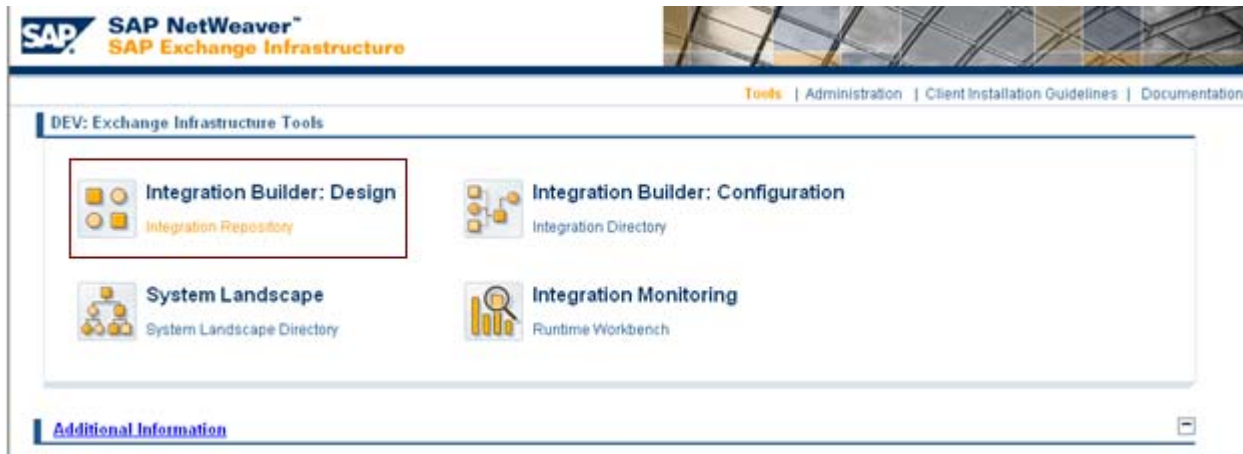 SAP SAP NetWeaver™
SAP Exchange Infrastructure
Tools | Administration | Client Installation Guidelines | Documentation
DEV: Exchange Infrastructure Tools
Integration Builder: Design
Integration Repository
Integration Builder: Configuration
Integration Directory
System Landscape
System Landscape Directory
Integration Monitoring
Runtime Workbench
Additional Information